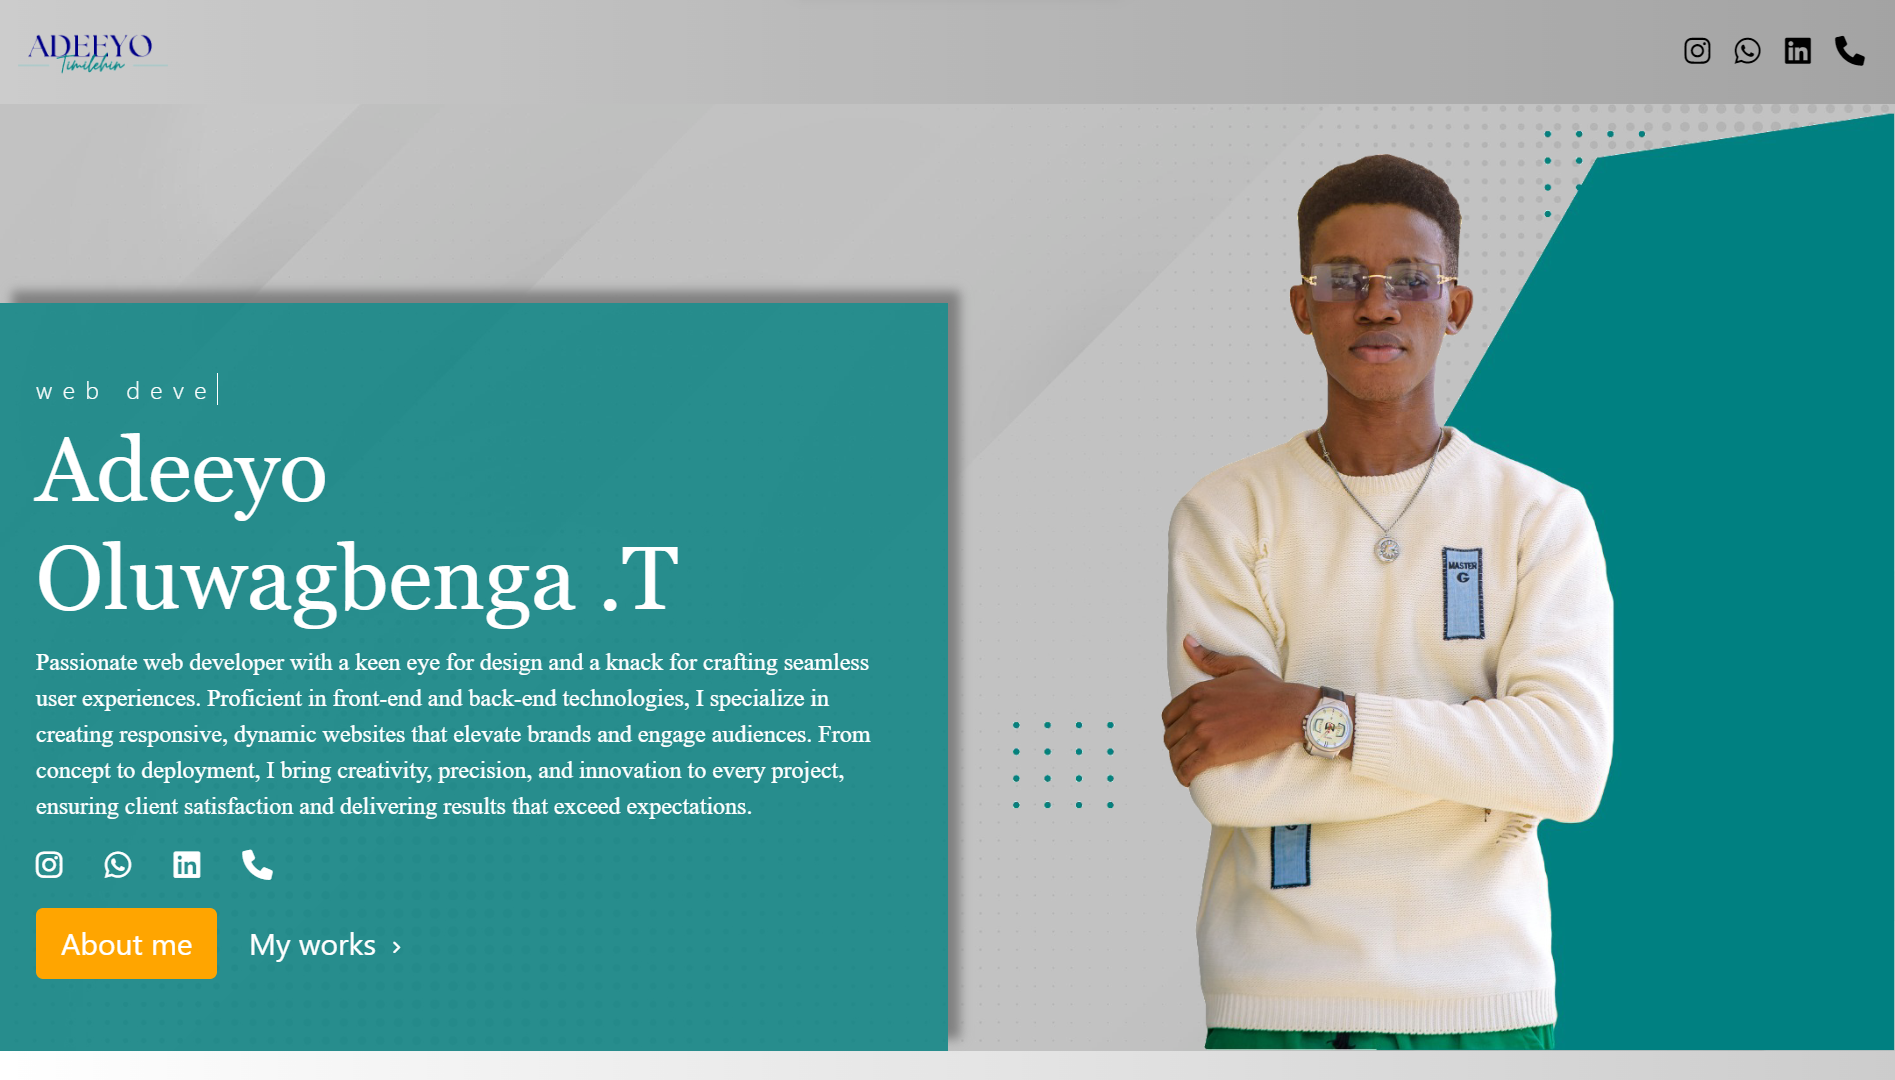 ADEEYO
Timilehin
web deve
Adeeyo
Oluwagbenga .T
Passionate web developer with a keen eye for design and a knack for crafting seamless
user experiences. Proficient in front-end and back-end technologies, I specialize in
creating responsive, dynamic websites that elevate brands and engage audiences. From
concept to deployment, I bring creativity, precision, and innovation to every project,
ensuring client satisfaction and delivering results that exceed expectations.
About me
My works
MASTER
G